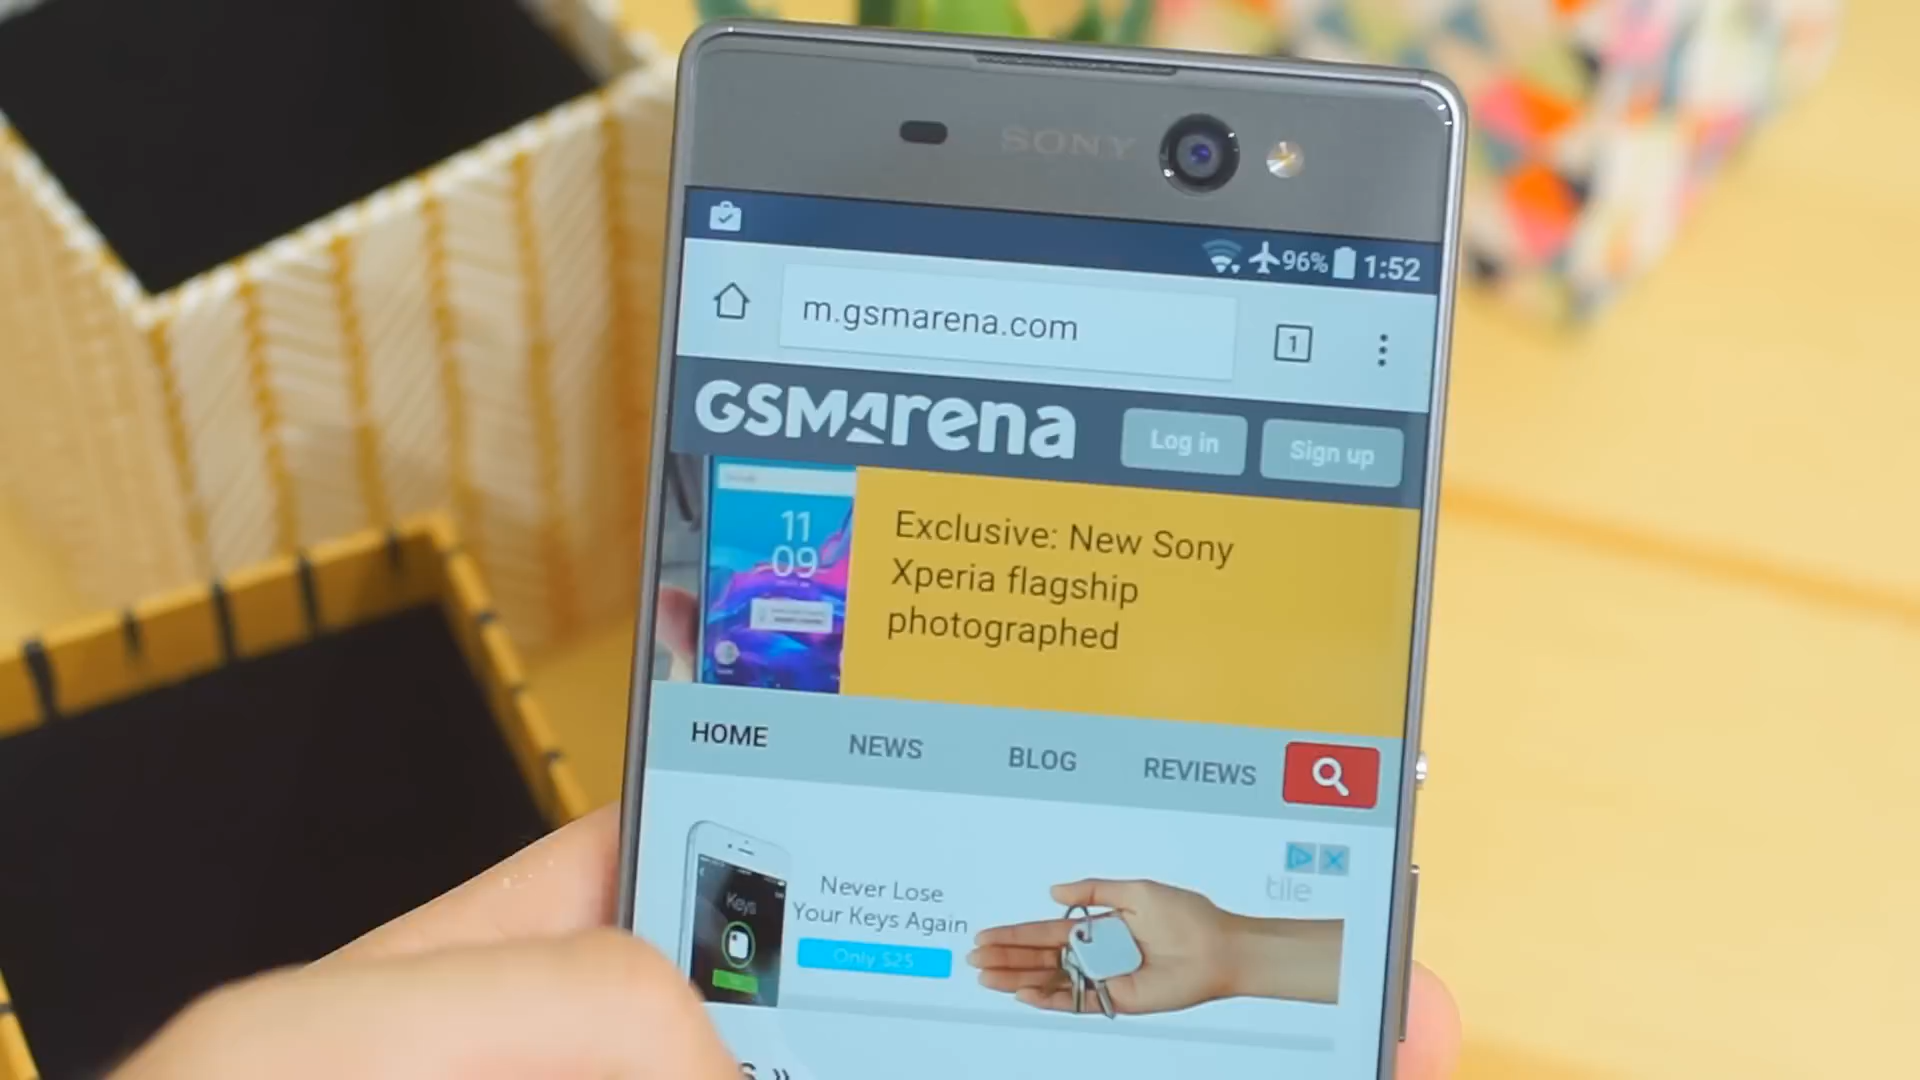 SONY
96% 1:52
m.gsmarena.com
1
GSMArena
Log in
Sign up
11
09
Exclusive: New Sony
Xperia flagship
photographed
HOME NEWS BLOG REVIEWS
tile
Keys
Never Lose
Your Keys Again
Only $25
s »